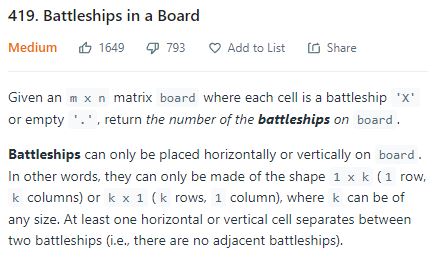 419. Battleships in a Board
Medium 1649 793 Add to List Share
Given an m x n matrix board where each cell is a battleship 'X'
or empty '.', return the number of the battleships on board.
Battleships can only be placed horizontally or vertically on board.
In other words, they can only be made of the shape 1 x k (1 row,
k columns) or k x 1 (k rows, 1 column), where k can be of
any size. At least one horizontal or vertical cell separates between
two battleships (i.e., there are no adjacent battleships).